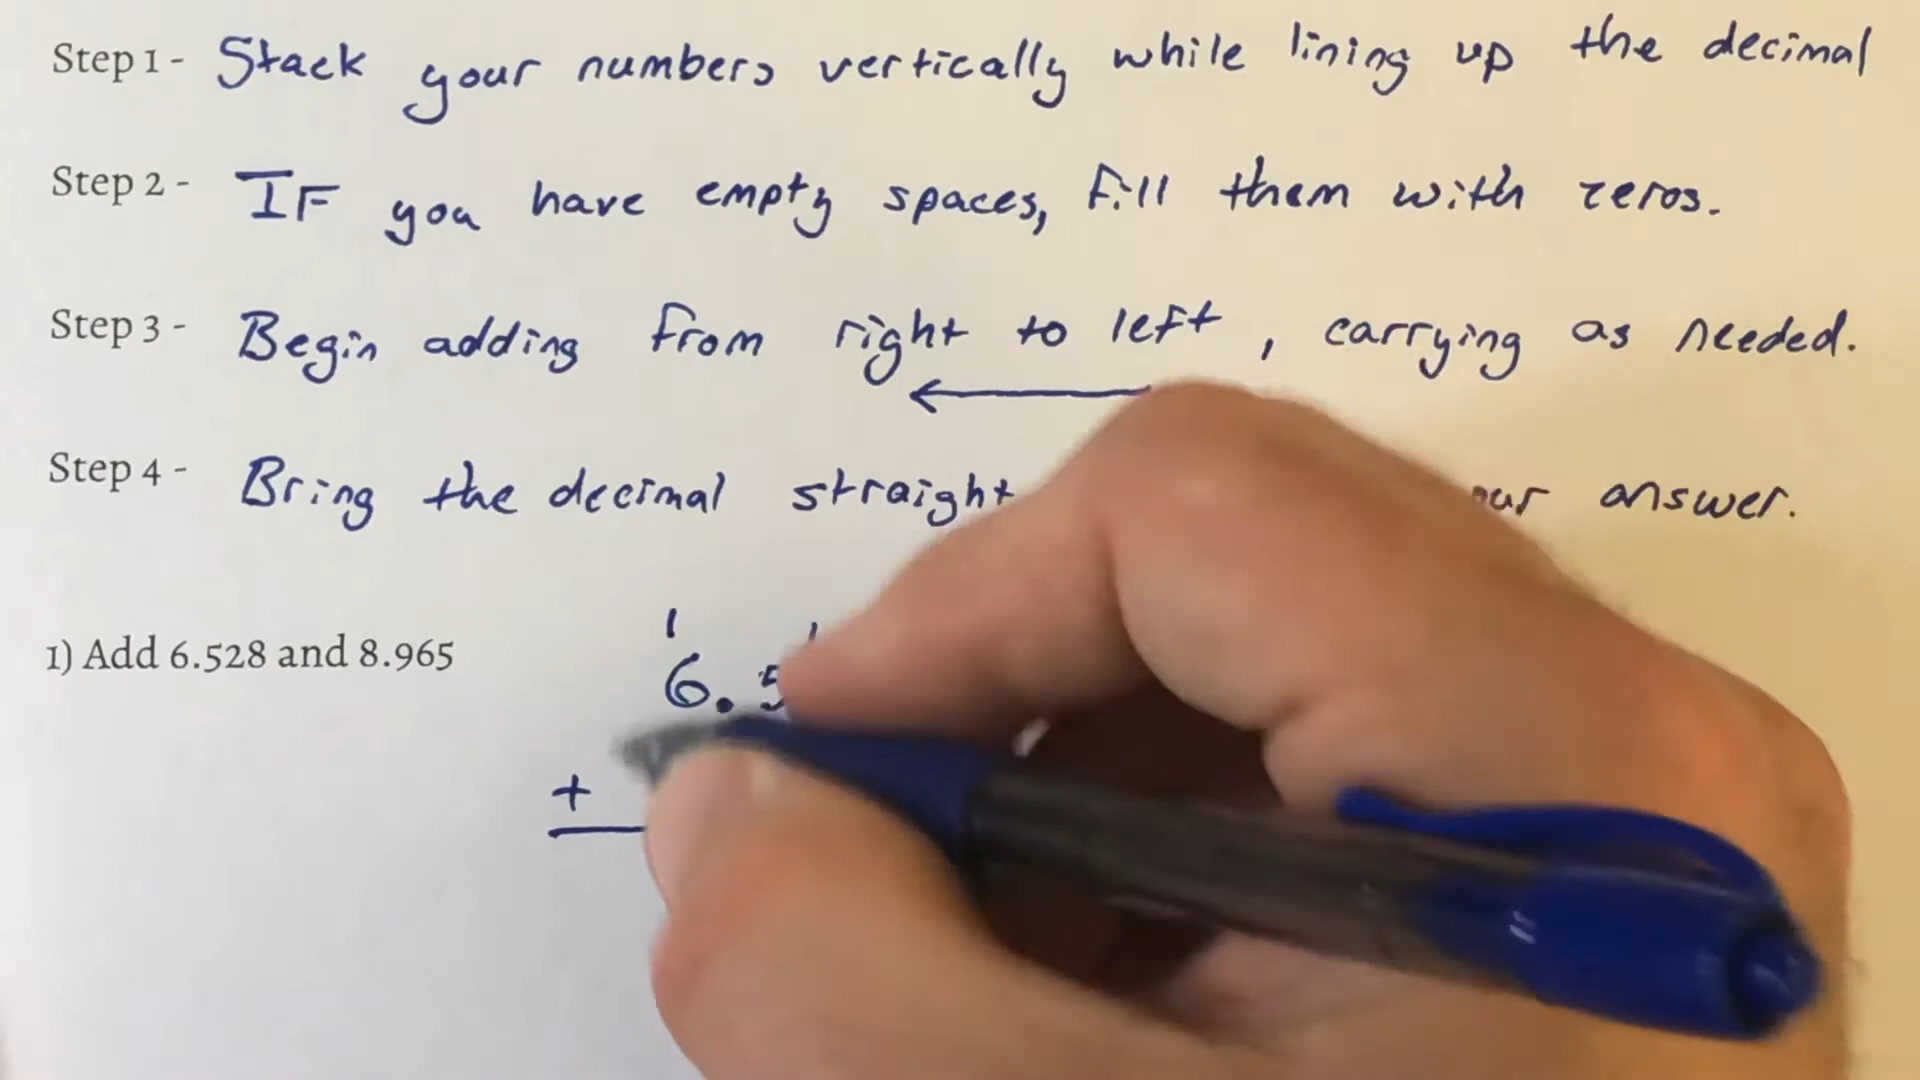 Step 1 - Stack your numbers vertically while lining up the decimal
Step 2 - IF you have empty spaces, fill them with zeros.
Step 3 - Begin adding from right to left, carrying as needed.
Step 4 - Bring the decimal straight our answer.
1
1) Add 6.528 and 8.965 6.5
+